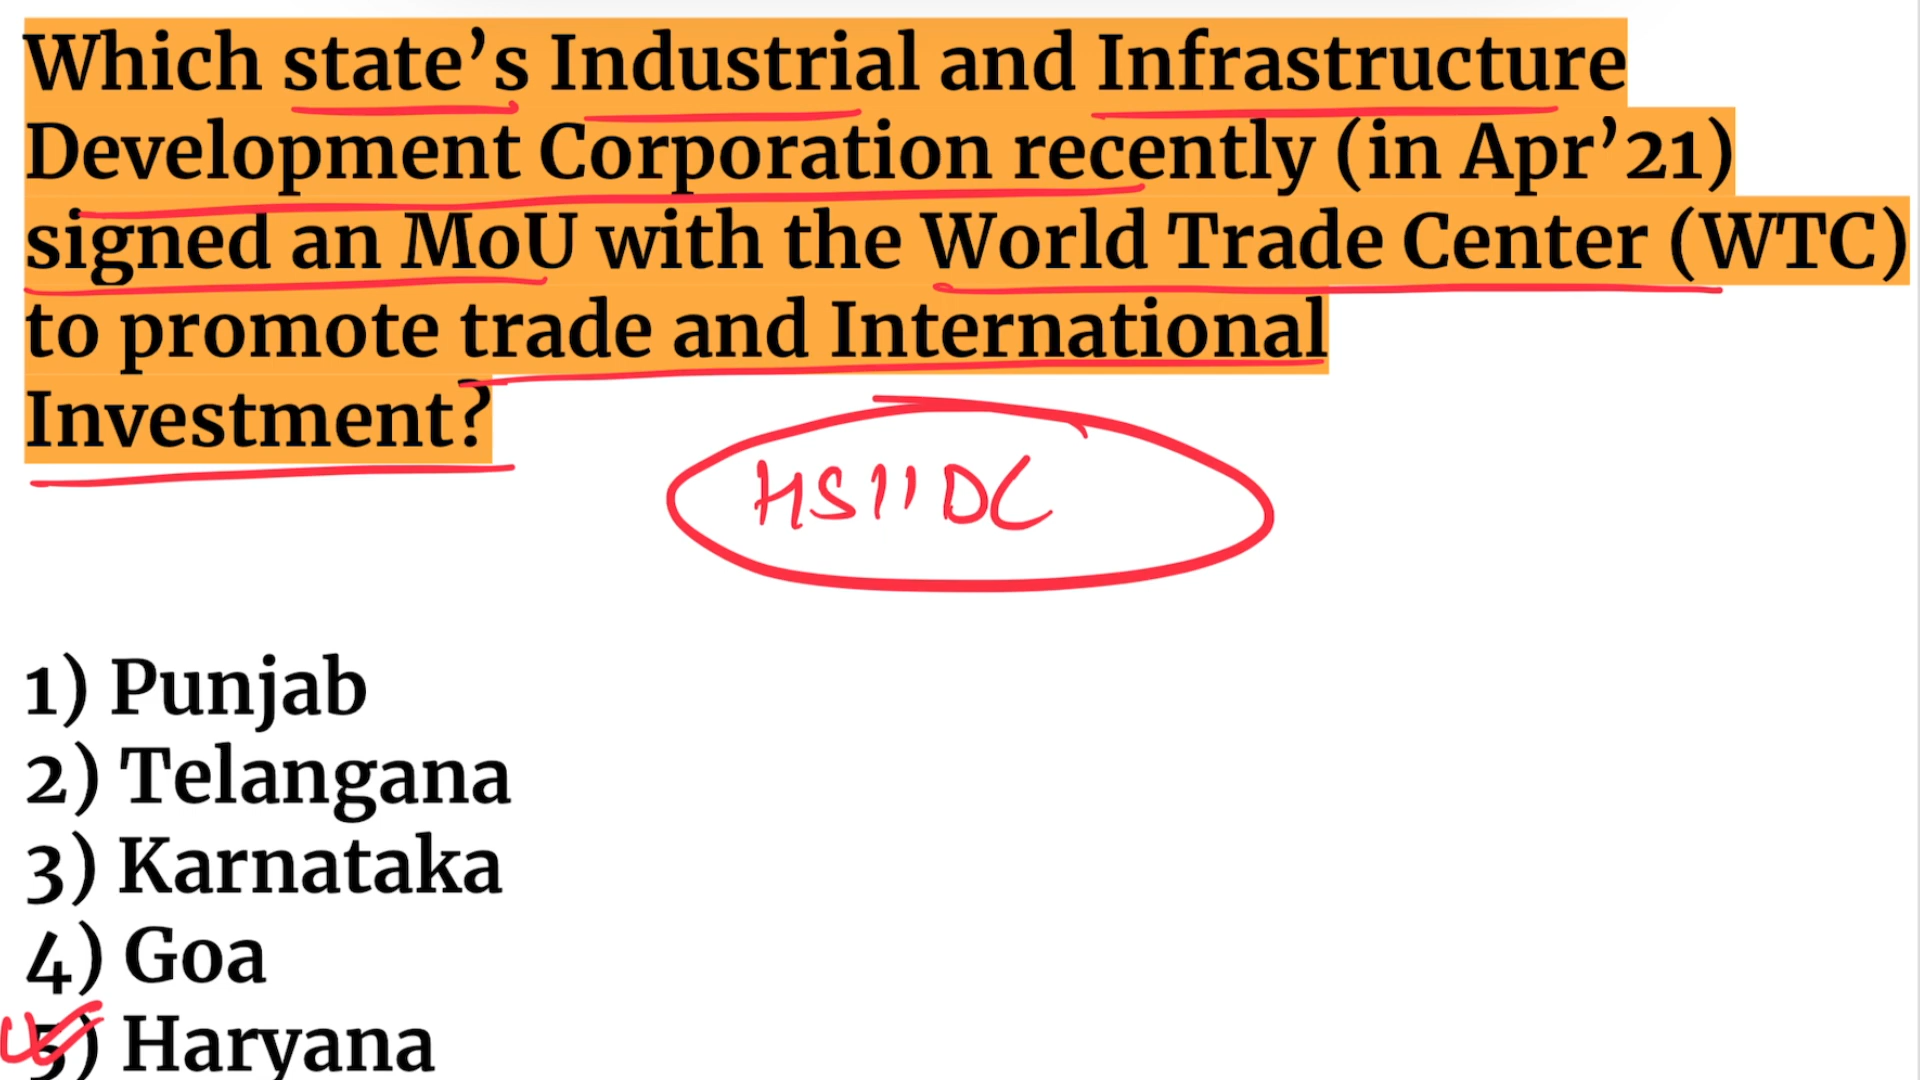 Which state’s Industrial and Infrastructure
Development Corporation recently (in Apr’21)
signed an MoU with the World Trade Center (WTC)
to promote trade and International
Investment?
HSIIDC
1) Punjab
2) Telangana
3) Karnataka
4) Goa
5) Haryana